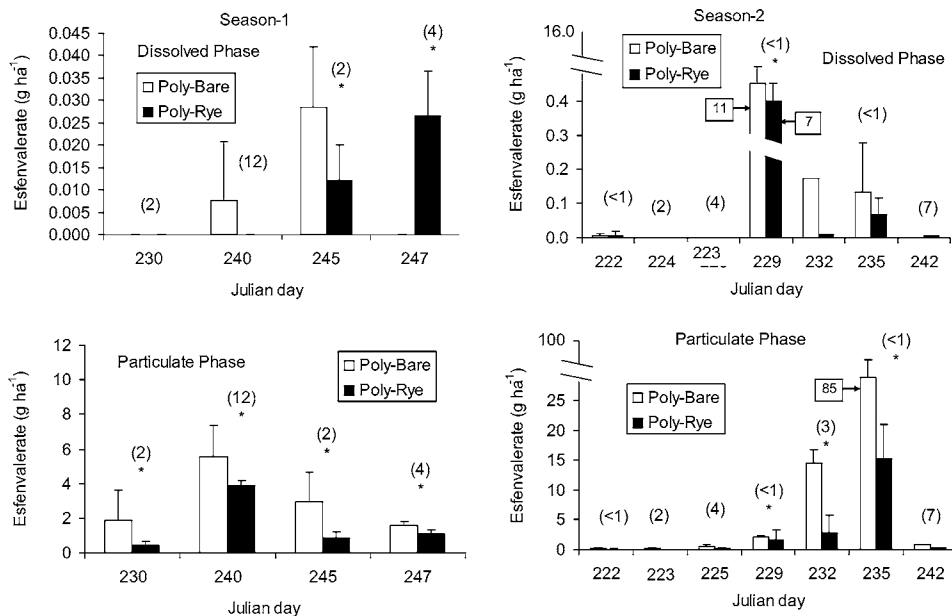 Season-1
Dissolved Phase
Poly-Bare
Poly-Rye
Esfenvalerate (g ha⁻¹)
0.050
0.045
0.040
0.035
0.030
0.025
0.020
0.015
0.010
0.005
0.000
(2)
(12)
(2)
*
(4)
*
230 240 245 247
Julian day
Season-2
Dissolved Phase
Poly-Bare
Poly-Rye
Esfenvalerate (g ha⁻¹)
16.0
0.4
0.2
0.1
0.0
(<1)
(2)
(4)
(<1)
*
11
7
(<1)
(7)
222 224 223 229 232 235 242
Julian day
Particulate Phase
Poly-Bare
Poly-Rye
Esfenvalerate (g ha⁻¹)
12
10
8
6
4
2
0
(2)
*
(12)
*
(2)
*
(4)
*
230 240 245 247
Julian day
Particulate Phase
Poly-Bare
Poly-Rye
Esfenvalerate (g ha⁻¹)
100
25
15
10
5
0
(<1)
(2)
(4)
(<1)
*
(3)
*
85
(<1)
*
(7)
222 223 225 229 232 235 242
Julian day